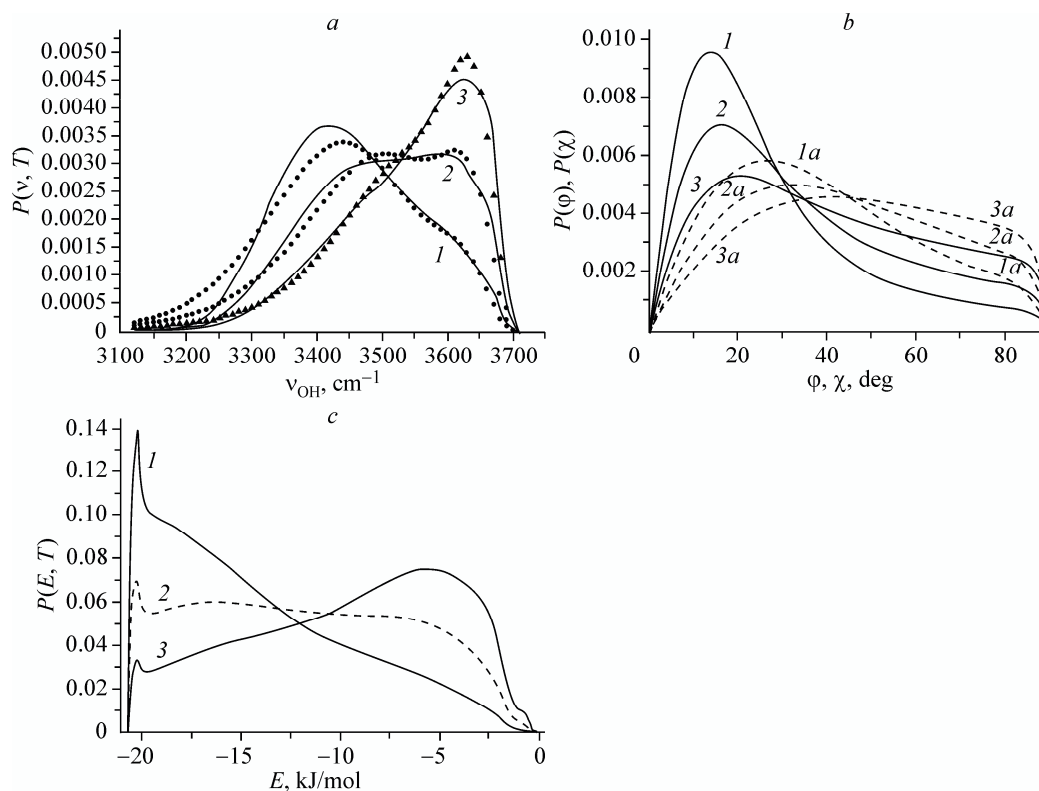 a
P(ν, T)
0.0050
0.0045
0.0040
0.0035
0.0030
0.0025
0.0020
0.0015
0.0010
0.0005
0
3
2
1
3100 3200 3300 3400 3500 3600 3700
νOH, cm⁻¹
b
P(φ), P(χ)
0.010
0.008
0.006
0.004
0.002
1
2
1a
3
2a
3a
3a
2a
1a
0 20 40 60 80
φ, χ, deg
c
P(E, T)
0.14
0.12
0.10
0.08
0.06
0.04
0.02
0
1
2
3
−20 −15 −10 −5 0
E, kJ/mol